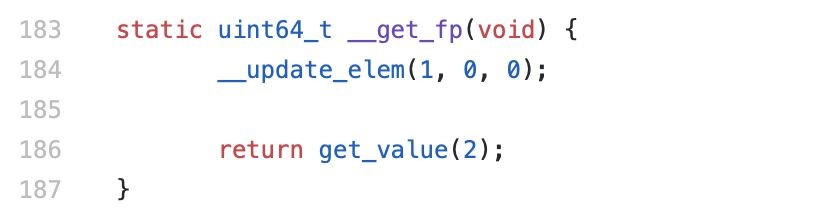 183 static uint64_t __get_fp(void) {
184 __update_elem(1, 0, 0);
185
186 return get_value(2);
187 }